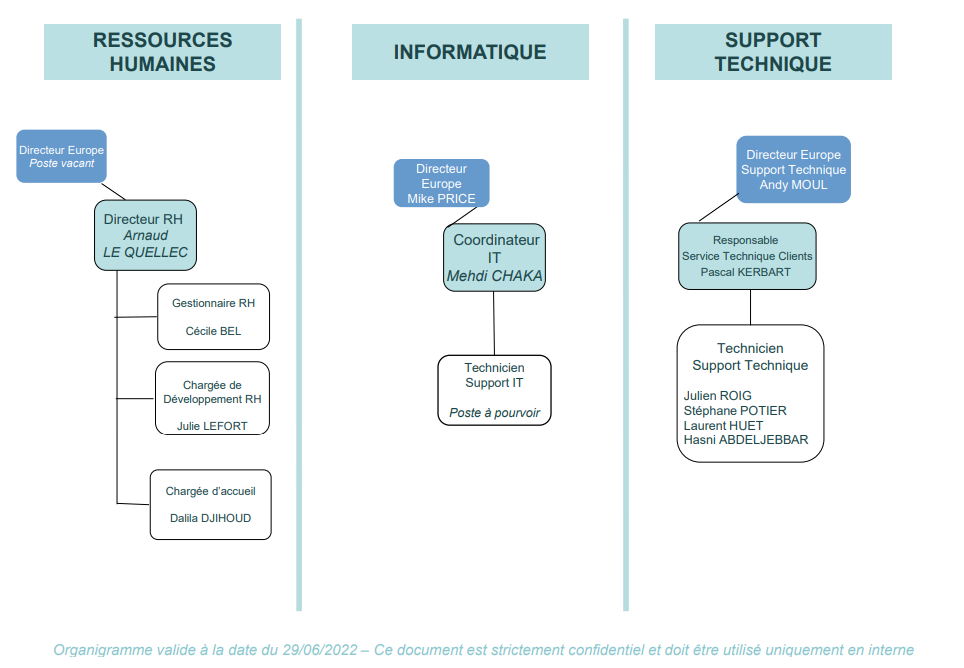 RESSOURCES
HUMAINES
Directeur Europe
Poste vacant
Directeur RH
Arnaud
LE QUELLEC
Gestionnaire RH
Cécile BEL
Chargée de
Développement RH
Julie LEFORT
Chargée d'accueil
Dalila DJIHOUD
INFORMATIQUE
Directeur
Europe
Mike PRICE
Coordinateur
IT
Mehdi CHAKA
Technicien
Support IT
Poste à pourvoir
SUPPORT
TECHNIQUE
Directeur Europe
Support Technique
Andy MOUL
Responsable
Service Technique Clients
Pascal KERBART
Technicien
Support Technique
Julien ROIG
Stéphane POTIER
Laurent HUET
Hasni ABDELJEBBAR
Organigramme valide à la date du 29/06/2022 – Ce document est strictement confidentiel et doit être utilisé uniquement en interne